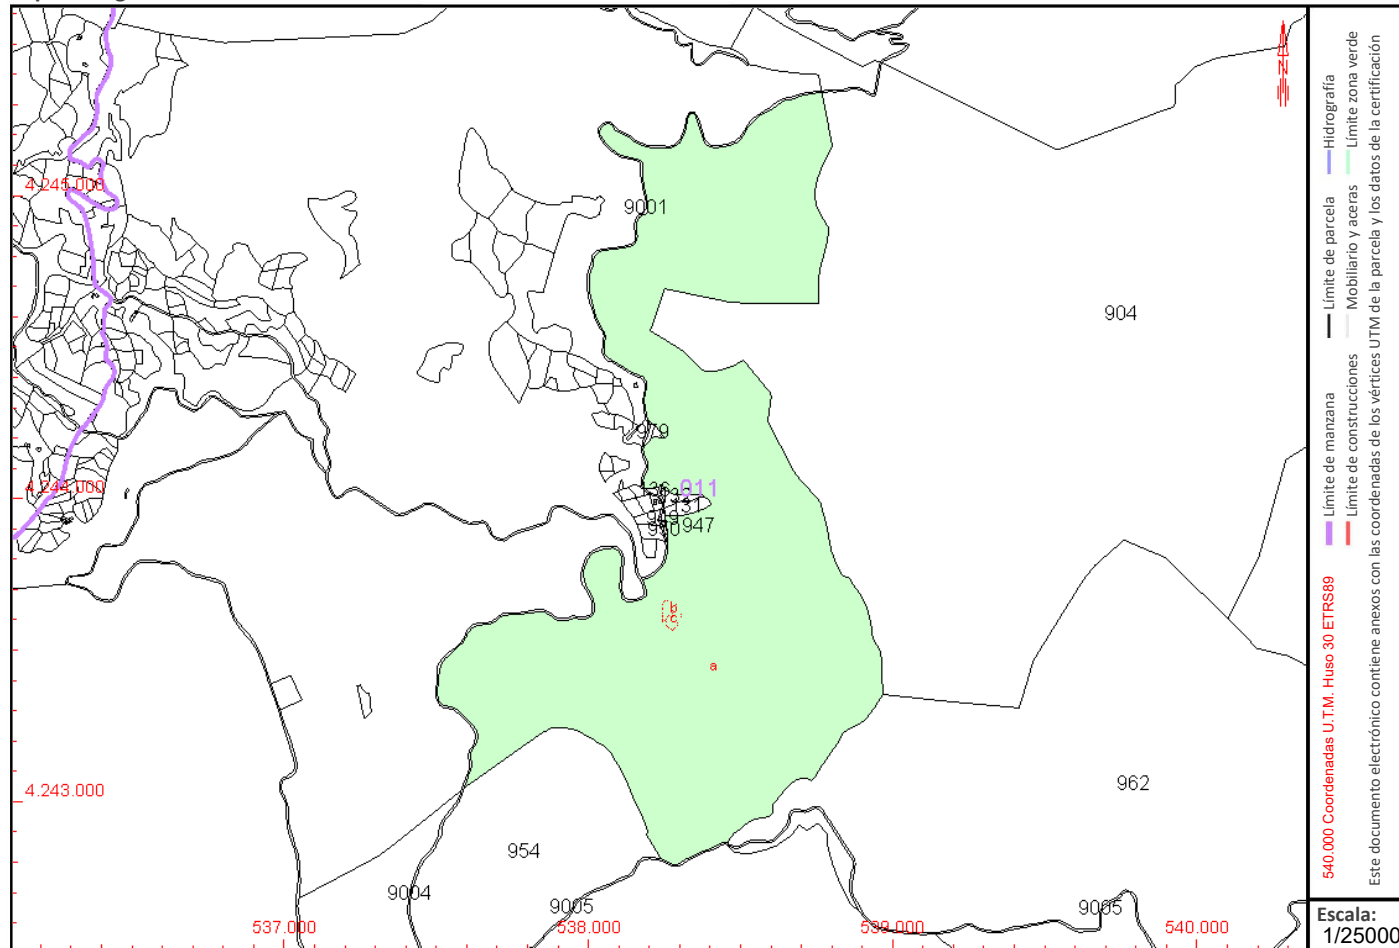 4.245.000
9001
904
979
4.244.000
011
947
b
c
a
4.243.000
962
954
9004
9005
9005
537.000
538.000
539.000
540.000
N
Hidrografía
Límite zona verde
Límite de parcela
Mobiliario y aceras
Límite de manzana
Límite de construcciones
540.000 Coordenadas U.T.M. Huso 30 ETRS89
Este documento electrónico contiene anexos con las coordenadas de los vértices UTM de la parcela y los datos de la certificación
Escala:
1/25000